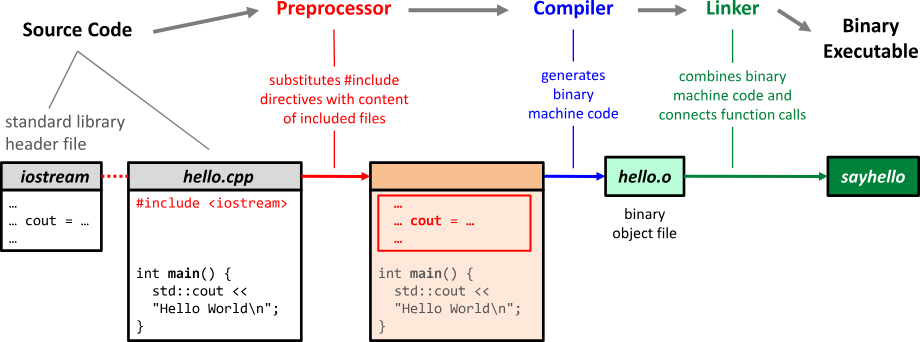 Source Code
Preprocessor
Compiler
Linker
Binary
Executable
substitutes #include
directives with content
of included files
generates
binary
machine code
combines binary
machine code and
connects function calls
standard library
header file
iostream
hello.cpp
hello.o
sayhello
…
… cout = …
…
#include <iostream>
int main() {
std::cout <<
"Hello World\n";
}
…
… cout = …
…
int main() {
std::cout <<
"Hello World\n";
}
binary
object file